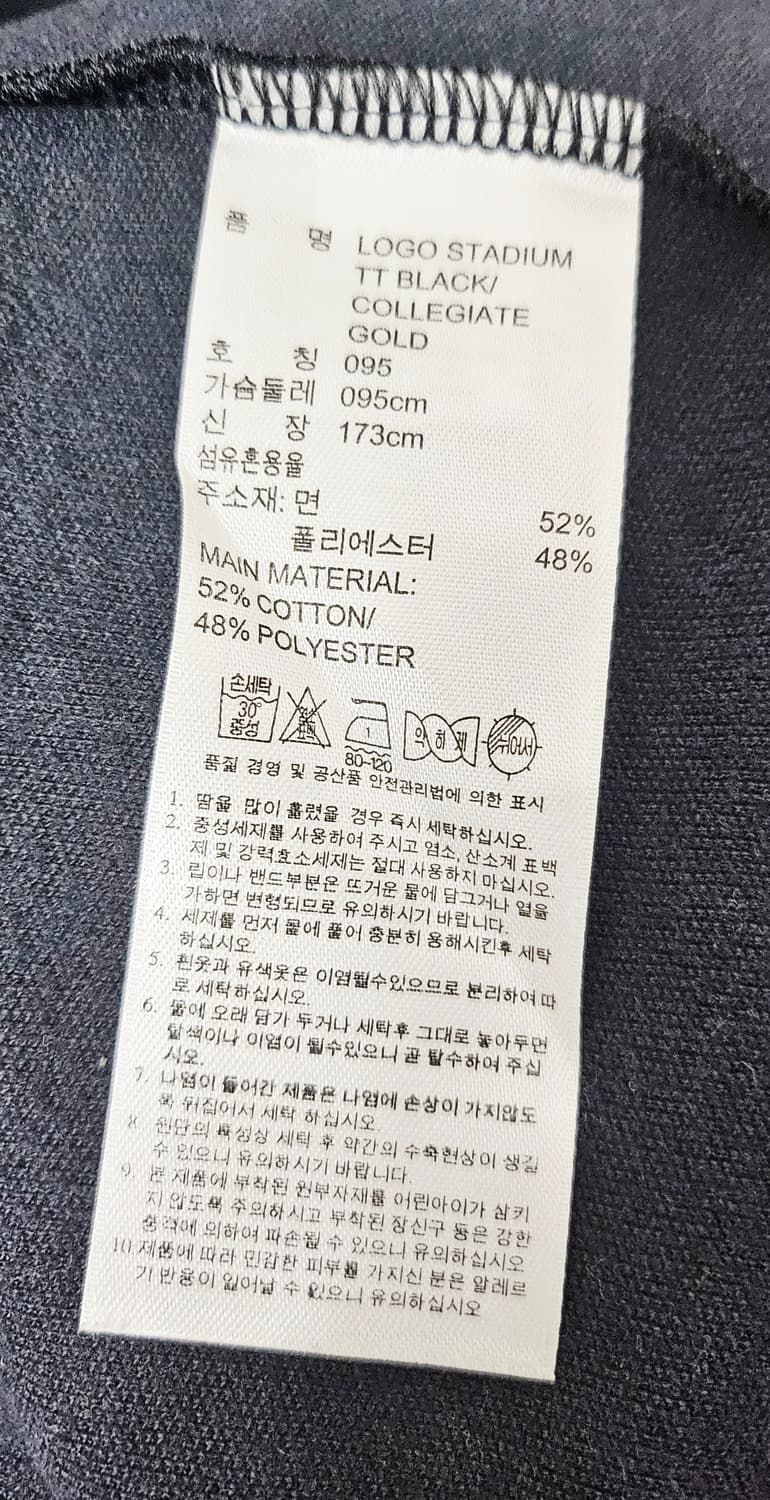 품 명 LOGO STADIUM
TT BLACK/
COLLEGIATE
GOLD
호 칭 095
가슴둘레 095cm
신 장 173cm
섬유혼용율
주소재: 면 52%
폴리에스터 48%
MAIN MATERIAL:
52% COTTON/
48% POLYESTER
손세탁
30°
중성
표백
1
80-120
약하게
뉘어서
품질 경영 및 공산품 안전관리법에 의한 표시
1. 땀을 많이 흘렸을 경우 즉시 세탁하십시오.
2. 중성세제를 사용하여 주시고 염소, 산소계 표백
제 및 강력효소세제는 절대 사용하지 마십시오.
3. 립이나 밴드부분은 뜨거운 물에 담그거나 열을
가하면 변형되므로 유의하시기 바랍니다.
4. 세제를 먼저 물에 풀어 충분히 용해시킨후 세탁
하십시오.
5. 흰옷과 유색옷은 이염될수있으므로 분리하여 따
로 세탁하십시오.
6. 물에 오래 담가 두거나 세탁후 그대로 놓아두면
탈색이나 이염이 될수있으니 곧 탈수하여 주십
시오.
7. 나염이 들어간 제품은 나염에 손상이 가지않도
록 뒤집어서 세탁 하십시오.
8. 원단의 특성상 세탁 후 약간의 수축현상이 생길
수 있으니 유의하시기 바랍니다.
9. 본 제품에 부착된 원부자재를 어린아이가 삼키
지 않도록 주의하시고 부착된 장신구 등은 강한
충격에 의하여 파손될 수 있으니 유의하십시오
10. 제품에 따라 민감한 피부를 가지신 분은 알레르
기 반응이 일어날 수 있으니 유의하십시오